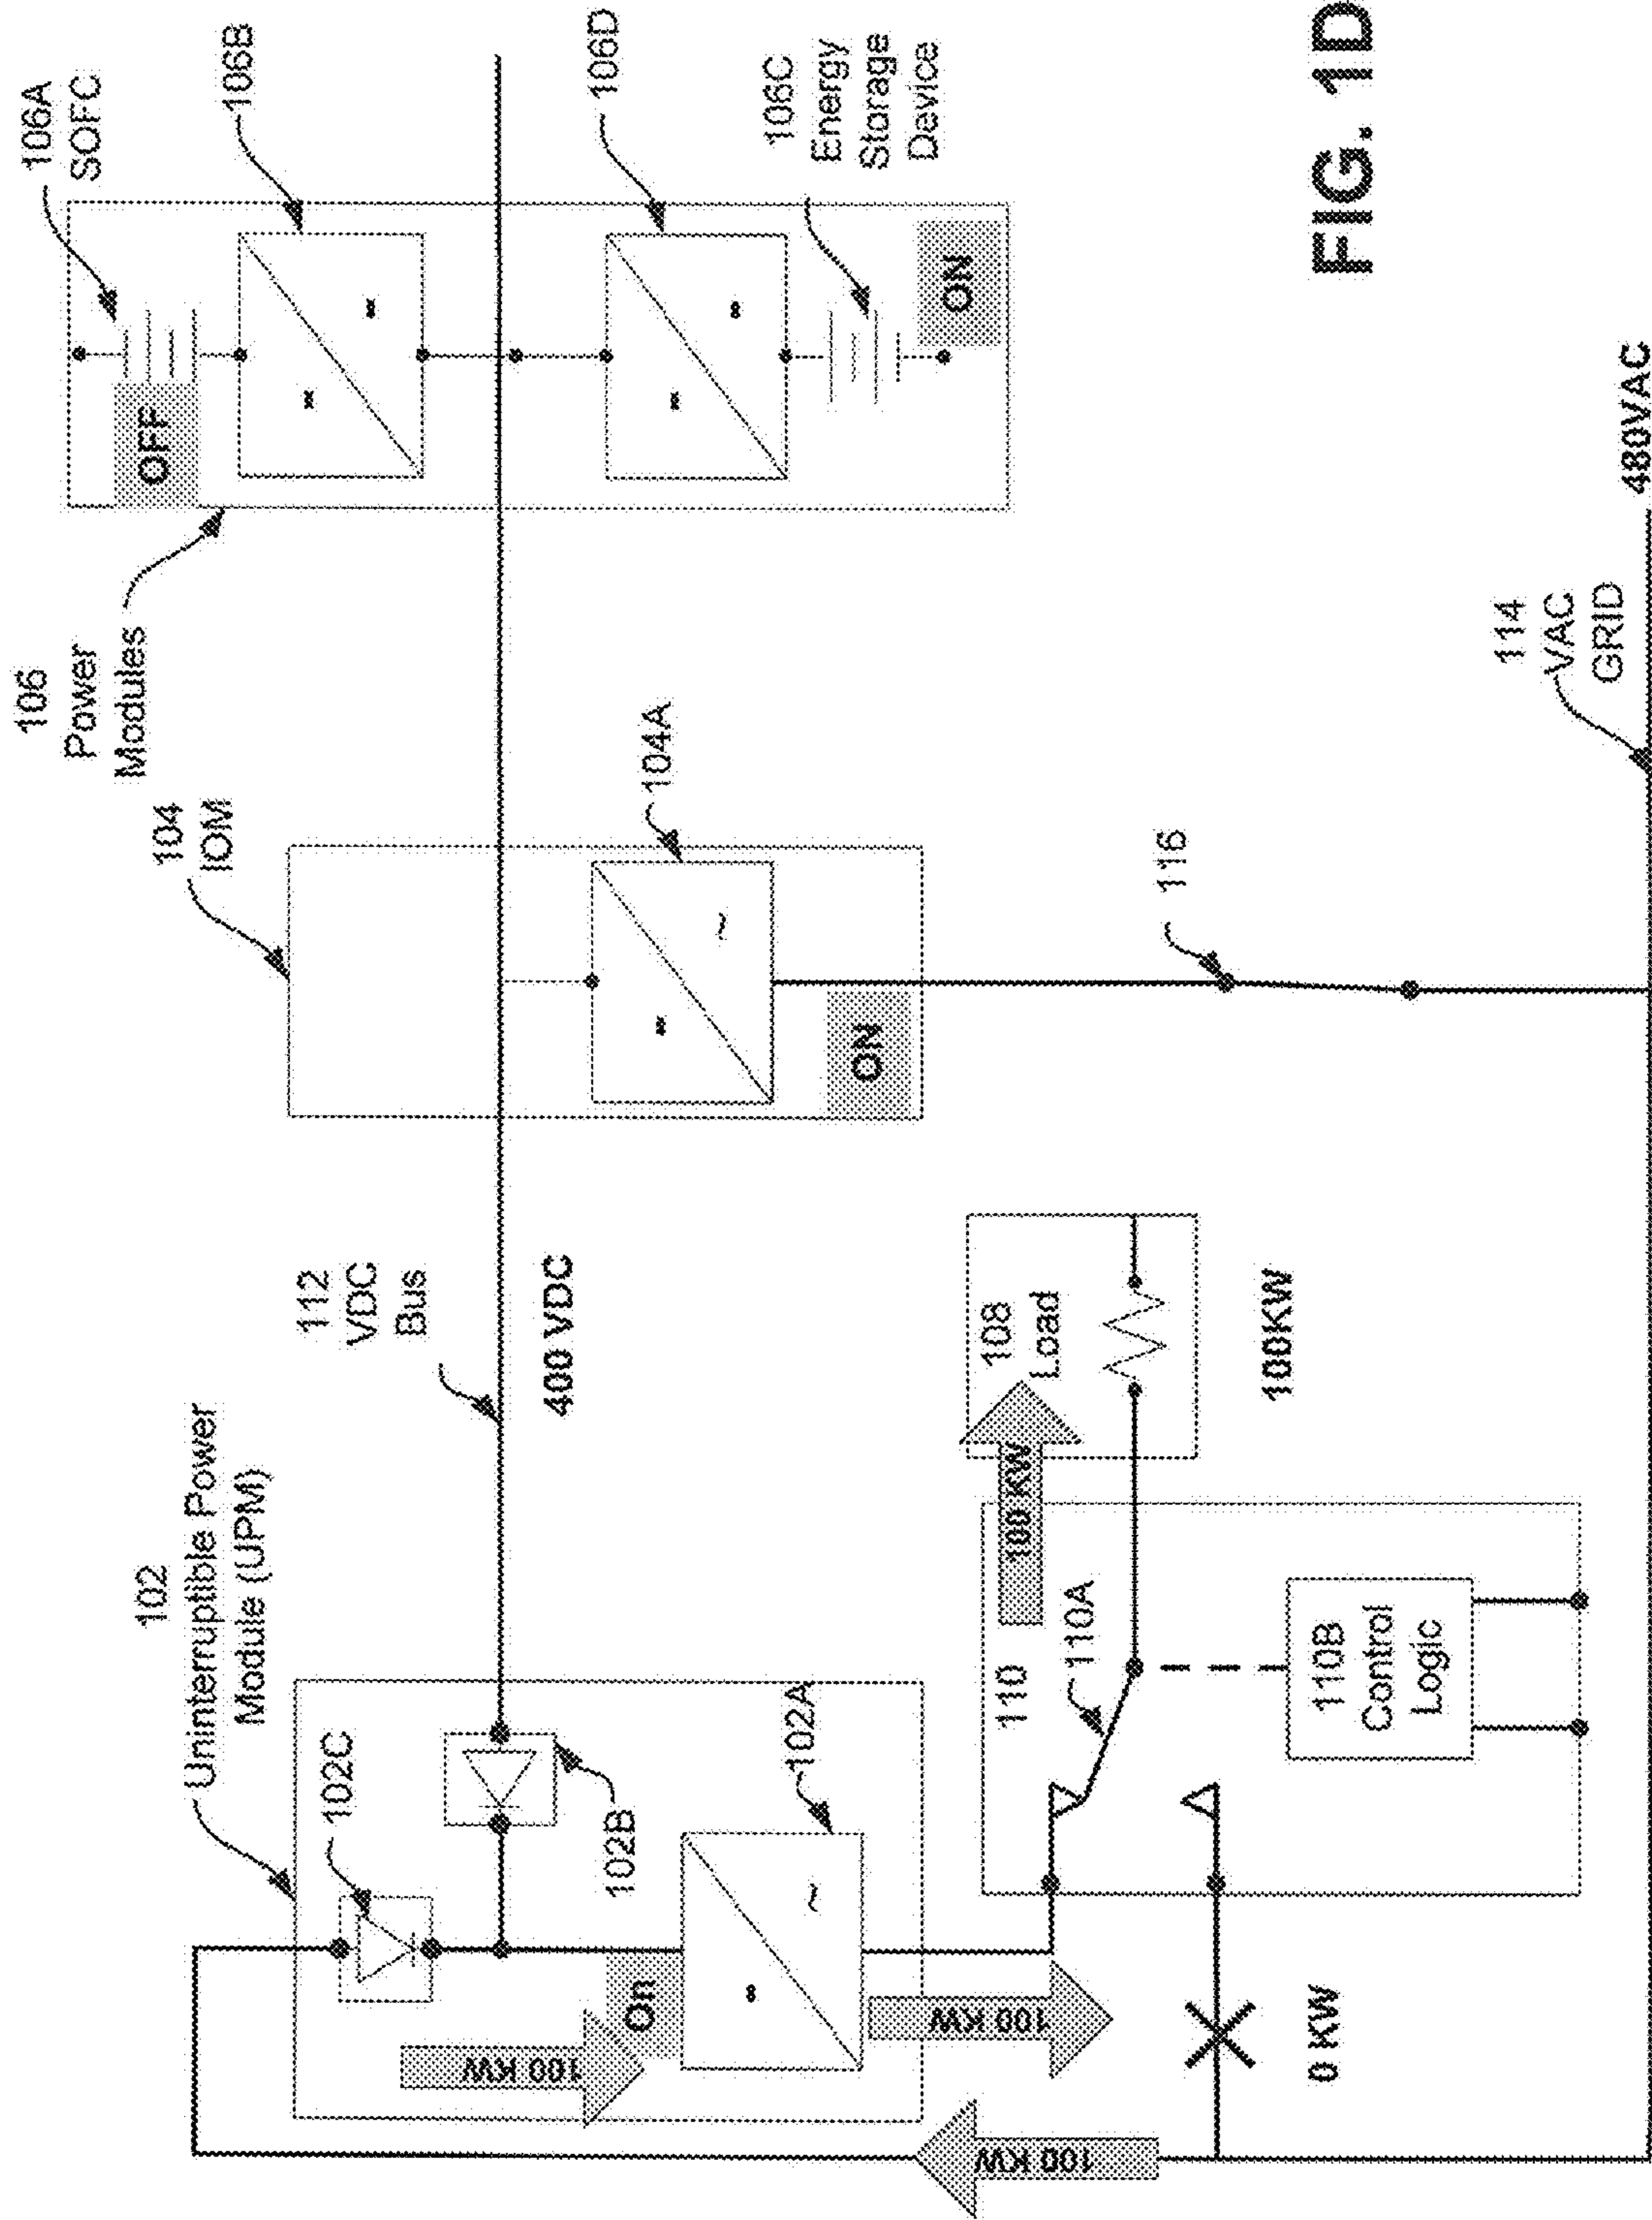 102
Uninterruptible Power
Module (UPM)
102C
102B
102A
On
100 KW
100 KW
100 KW
0 KW
112
VDC
Bus
400 VDC
104
IOM
104A
ON
106
Power
Modules
106A
SOFC
OFF
106B
106D
106C
Energy
Storage
Device
ON
110
110A
110B
Control
Logic
100 KW
108
Load
100KW
116
114
VAC
GRID
480VAC
FIG. 1D